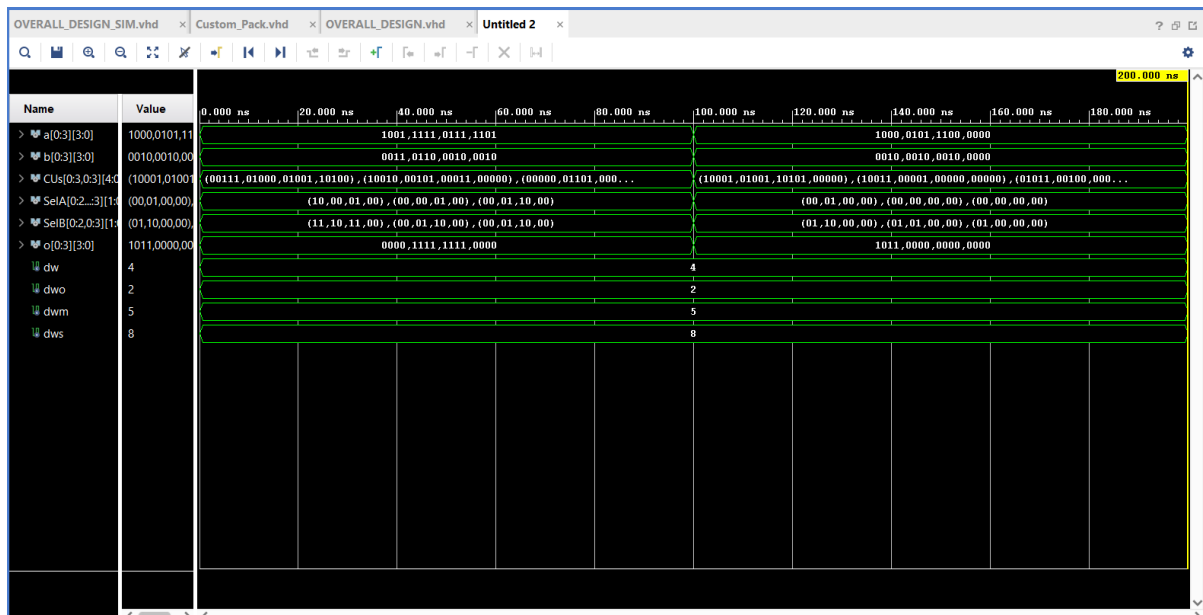 OVERALL_DESIGN_SIM.vhd × Custom_Pack.vhd × OVERALL_DESIGN.vhd × Untitled 2 ×
200.000 ns
Name Value 0.000 ns 20.000 ns 40.000 ns 60.000 ns 80.000 ns 100.000 ns 120.000 ns 140.000 ns 160.000 ns 180.000 ns
a[0:3][3:0] 1000,0101,11 1001,1111,0111,1101 1000,0101,1100,0000
b[0:3][3:0] 0010,0010,00 0011,0110,0010,0010 0010,0010,0010,0000
CUs[0:3,0:3][4:0 (10001,01001 (00111,01000,01001,10100),(10010,00101,00011,00000),(00000,01101,000... (10001,01001,10101,00000),(10011,00001,00000,00000),(01011,00100,000...
SelA[0:2...:3][1:0 (00,01,00,00), (10,00,01,00),(00,00,01,00),(00,01,10,00) (00,01,00,00),(00,00,00,00),(00,00,00,00)
SelB[0:2,0:3][1:0 (01,10,00,00), (11,10,11,00),(00,01,10,00),(00,01,10,00) (01,10,00,00),(01,01,00,00),(01,00,00,00)
o[0:3][3:0] 1011,0000,00 0000,1111,1111,0000 1011,0000,0000,0000
dw 4 4
dwo 2 2
dwm 5 5
dws 8 8